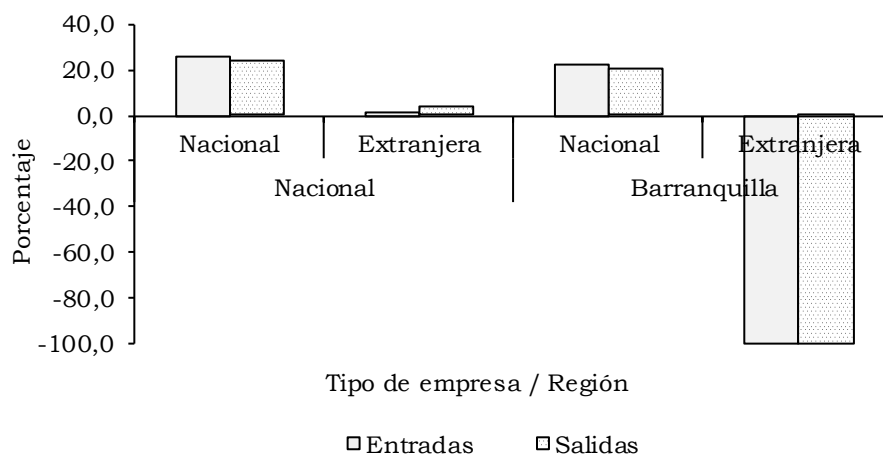 40,0
20,0
0,0
-20,0
-40,0
-60,0
-80,0
-100,0
Porcentaje
Nacional Extranjera Nacional Extranjera
Nacional Barranquilla
Tipo de empresa / Región
Entradas Salidas